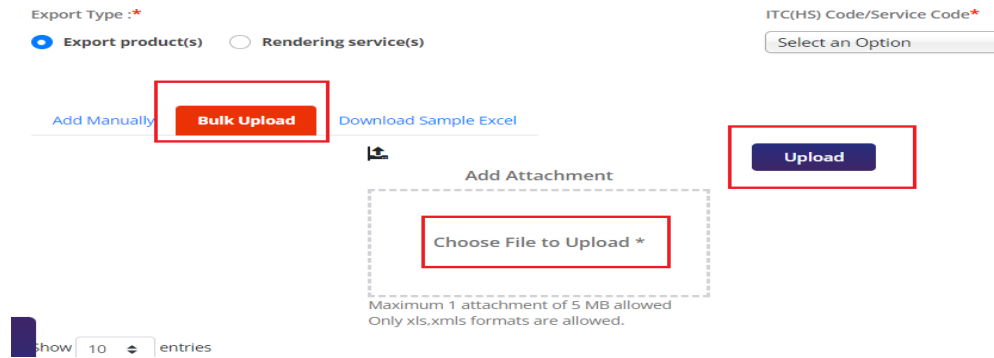 Export Type :*
ITC(HS) Code/Service Code*
Export product(s) Rendering service(s)
Select an Option
Add Manually Bulk Upload Download Sample Excel
Upload
Add Attachment
Choose File to Upload *
Maximum 1 attachment of 5 MB allowed
Only xls,xmls formats are allowed.
Show 10 entries